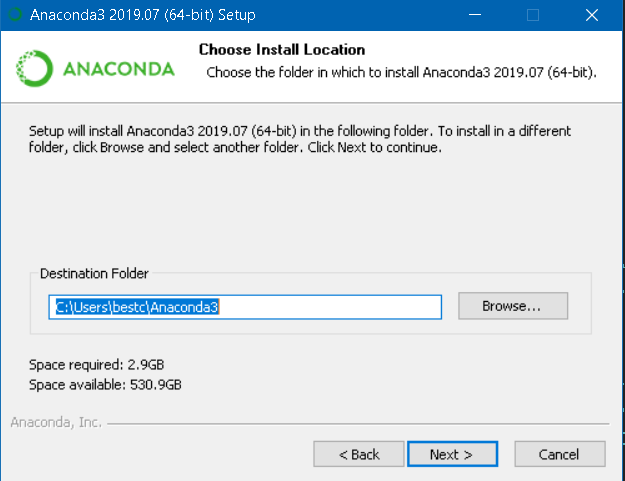 Anaconda3 2019.07 (64-bit) Setup
Choose Install Location
ANACONDA
Choose the folder in which to install Anaconda3 2019.07 (64-bit).
Setup will install Anaconda3 2019.07 (64-bit) in the following folder. To install in a different
folder, click Browse and select another folder. Click Next to continue.
Destination Folder
C:\Users\bestc\Anaconda3
Browse...
Space required: 2.9GB
Space available: 530.9GB
Anaconda, Inc.
< Back
Next >
Cancel